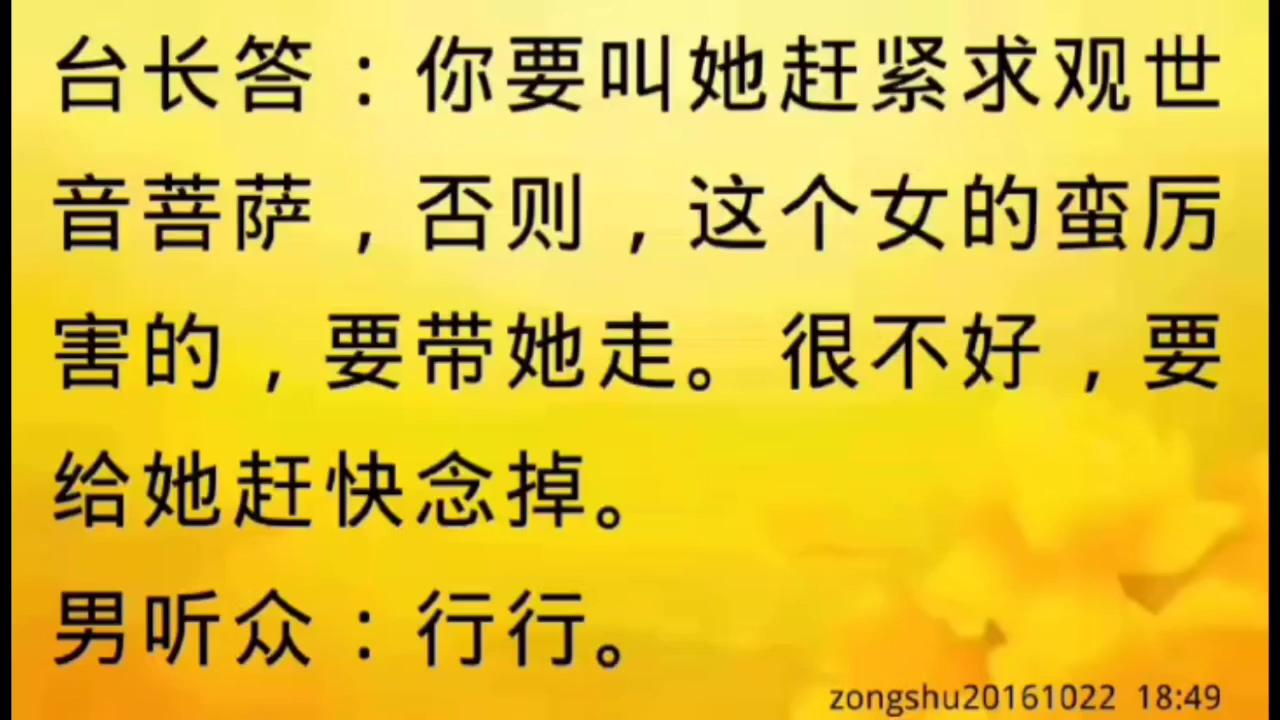 台长答：你要叫她赶紧求观世
音菩萨，否则，这个女的蛮厉
害的，要带她走。很不好，要
给她赶快念掉。
男听众：行行。
zongshu20161022 18:49